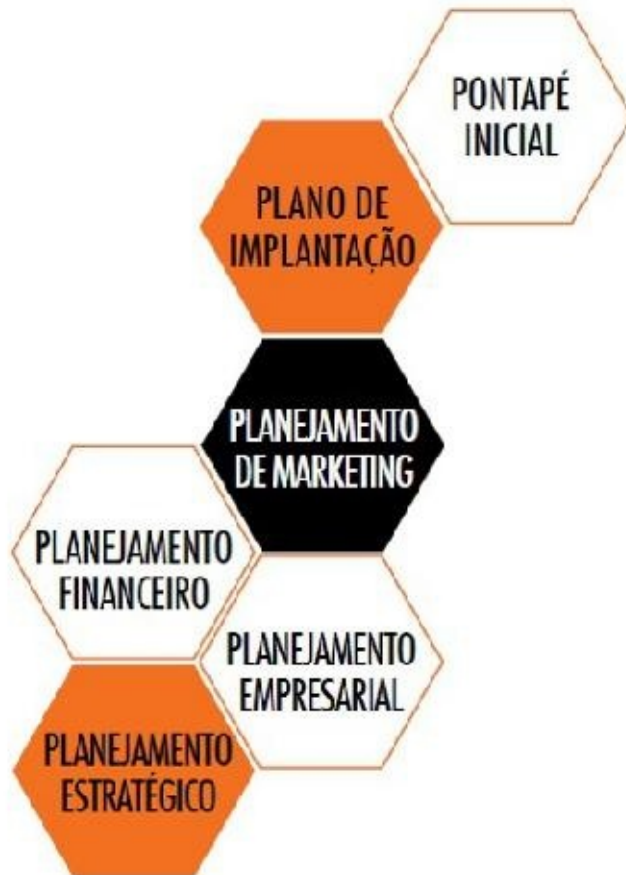 PONTAPÉ
INICIAL
PLANO DE
IMPLANTAÇÃO
PLANEJAMENTO
DE MARKETING
PLANEJAMENTO
FINANCEIRO
PLANEJAMENTO
EMPRESARIAL
PLANEJAMENTO
ESTRATÉGICO